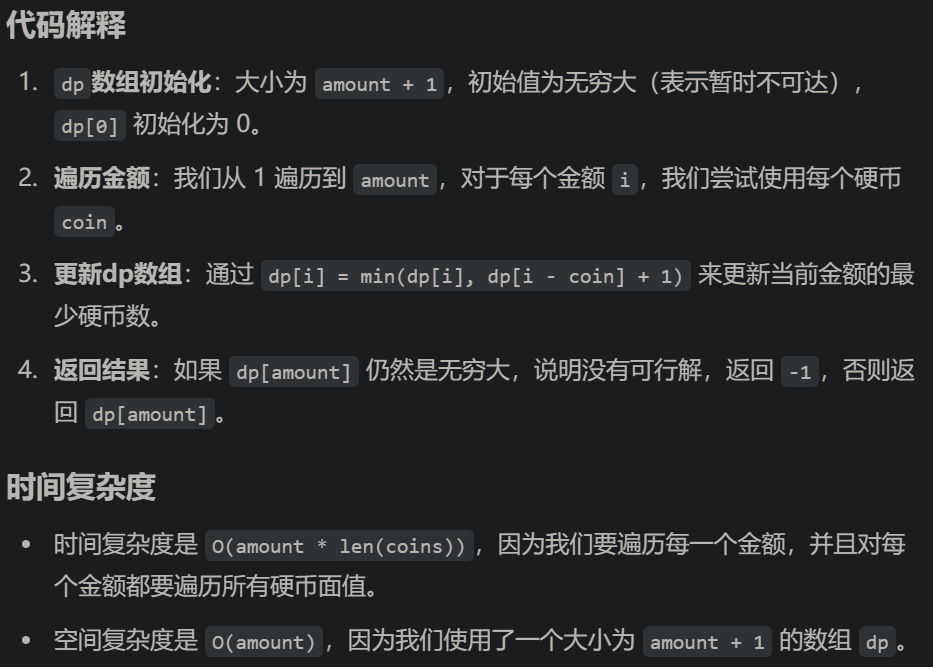 代码解释
1. dp数组初始化：大小为 amount + 1，初始值为无穷大（表示暂时不可达），
dp[0] 初始化为 0。
2. 遍历金额：我们从 1 遍历到 amount，对于每个金额 i，我们尝试使用每个硬币
coin。
3. 更新dp数组：通过 dp[i] = min(dp[i], dp[i - coin] + 1) 来更新当前金额的最
少硬币数。
4. 返回结果：如果 dp[amount] 仍然是无穷大，说明没有可行解，返回 -1，否则返
回 dp[amount]。
时间复杂度
• 时间复杂度是 O(amount * len(coins))，因为我们要遍历每一个金额，并且对每
个金额都要遍历所有硬币面值。
• 空间复杂度是 O(amount)，因为我们使用了一个大小为 amount + 1 的数组 dp。